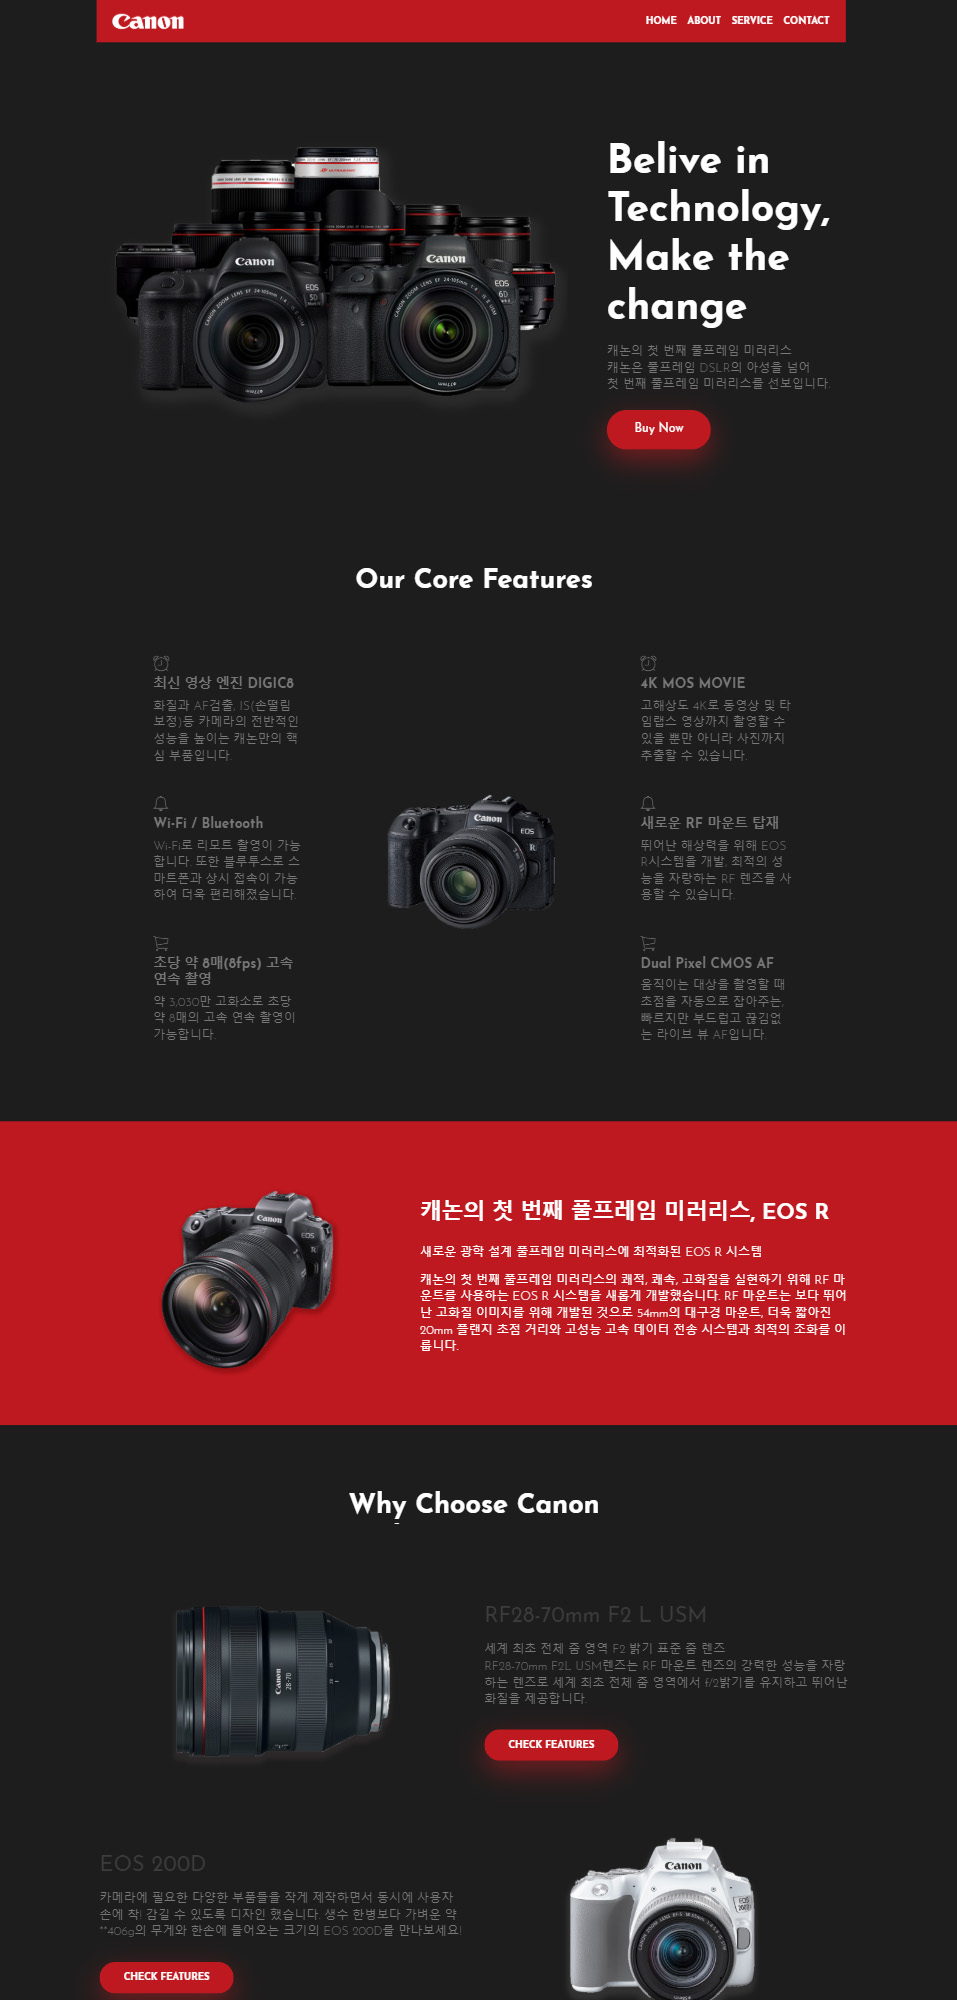 Canon
HOME ABOUT SERVICE CONTACT
Belive in
Technology,
Make the
change
캐논의 첫 번째 풀프레임 미러리스
캐논은 풀프레임 DSLR의 아성을 넘어
첫 번째 풀프레임 미러리스를 선보입니다.
Buy Now
Canon
EOS
5D
Canon
EOS
6D
Our Core Features
최신 영상 엔진 DIGIC8
화질과 AF검출, IS(손떨림
보정)등 카메라의 전반적인
성능을 높이는 캐논만의 핵
심 부품입니다.
Wi-Fi / Bluetooth
Wi-Fi로 리모트 촬영이 가능
합니다. 또한 블루투스로 스
마트폰과 상시 접속이 가능
하여 더욱 편리해졌습니다.
초당 약 8매(8fps) 고속
연속 촬영
약 3,030만 고화소로 초당
약 8매의 고속 연속 촬영이
가능합니다.
Canon
EOS
R
4K MOS MOVIE
고해상도 4K로 동영상 및 타
임랩스 영상까지 촬영할 수
있을 뿐만 아니라 사진까지
추출할 수 있습니다.
새로운 RF 마운트 탑재
뛰어난 해상력을 위해 EOS
R시스템을 개발, 최적의 성
능을 자랑하는 RF 렌즈를 사
용할 수 있습니다.
Dual Pixel CMOS AF
움직이는 대상을 촬영할 때
초점을 자동으로 잡아주는,
빠르지만 부드럽고 끊김없
는 라이브 뷰 AF입니다.
Canon
EOS
R
캐논의 첫 번째 풀프레임 미러리스, EOS R
새로운 광학 설계 풀프레임 미러리스에 최적화된 EOS R 시스템
캐논의 첫 번째 풀프레임 미러리스의 쾌적, 쾌속, 고화질을 실현하기 위해 RF 마
운트를 사용하는 EOS R 시스템을 새롭게 개발했습니다. RF 마운트는 보다 뛰어
난 고화질 이미지를 위해 개발된 것으로 54mm의 대구경 마운트, 더욱 짧아진
20mm 플랜지 초점 거리와 고성능 고속 데이터 전송 시스템과 최적의 조화를 이
룹니다.
Why Choose Canon
Canon
28-70
RF28-70mm F2 L USM
세계 최초 전체 줌 영역 F2 밝기 표준 줌 렌즈
RF28-70mm F2L USM렌즈는 RF 마운트 렌즈의 강력한 성능을 자랑
하는 렌즈로 세계 최초 전체 줌 영역에서 f/2밝기를 유지하고 뛰어난
화질을 제공합니다.
CHECK FEATURES
EOS 200D
카메라에 필요한 다양한 부품들을 작게 제작하면서 동시에 사용자
손에 착! 감길 수 있도록 디자인 했습니다. 생수 한병보다 가벼운 약
**406g의 무게와 한손에 들어오는 크기의 EOS 200D를 만나보세요!
CHECK FEATURES
Canon
EOS
200D